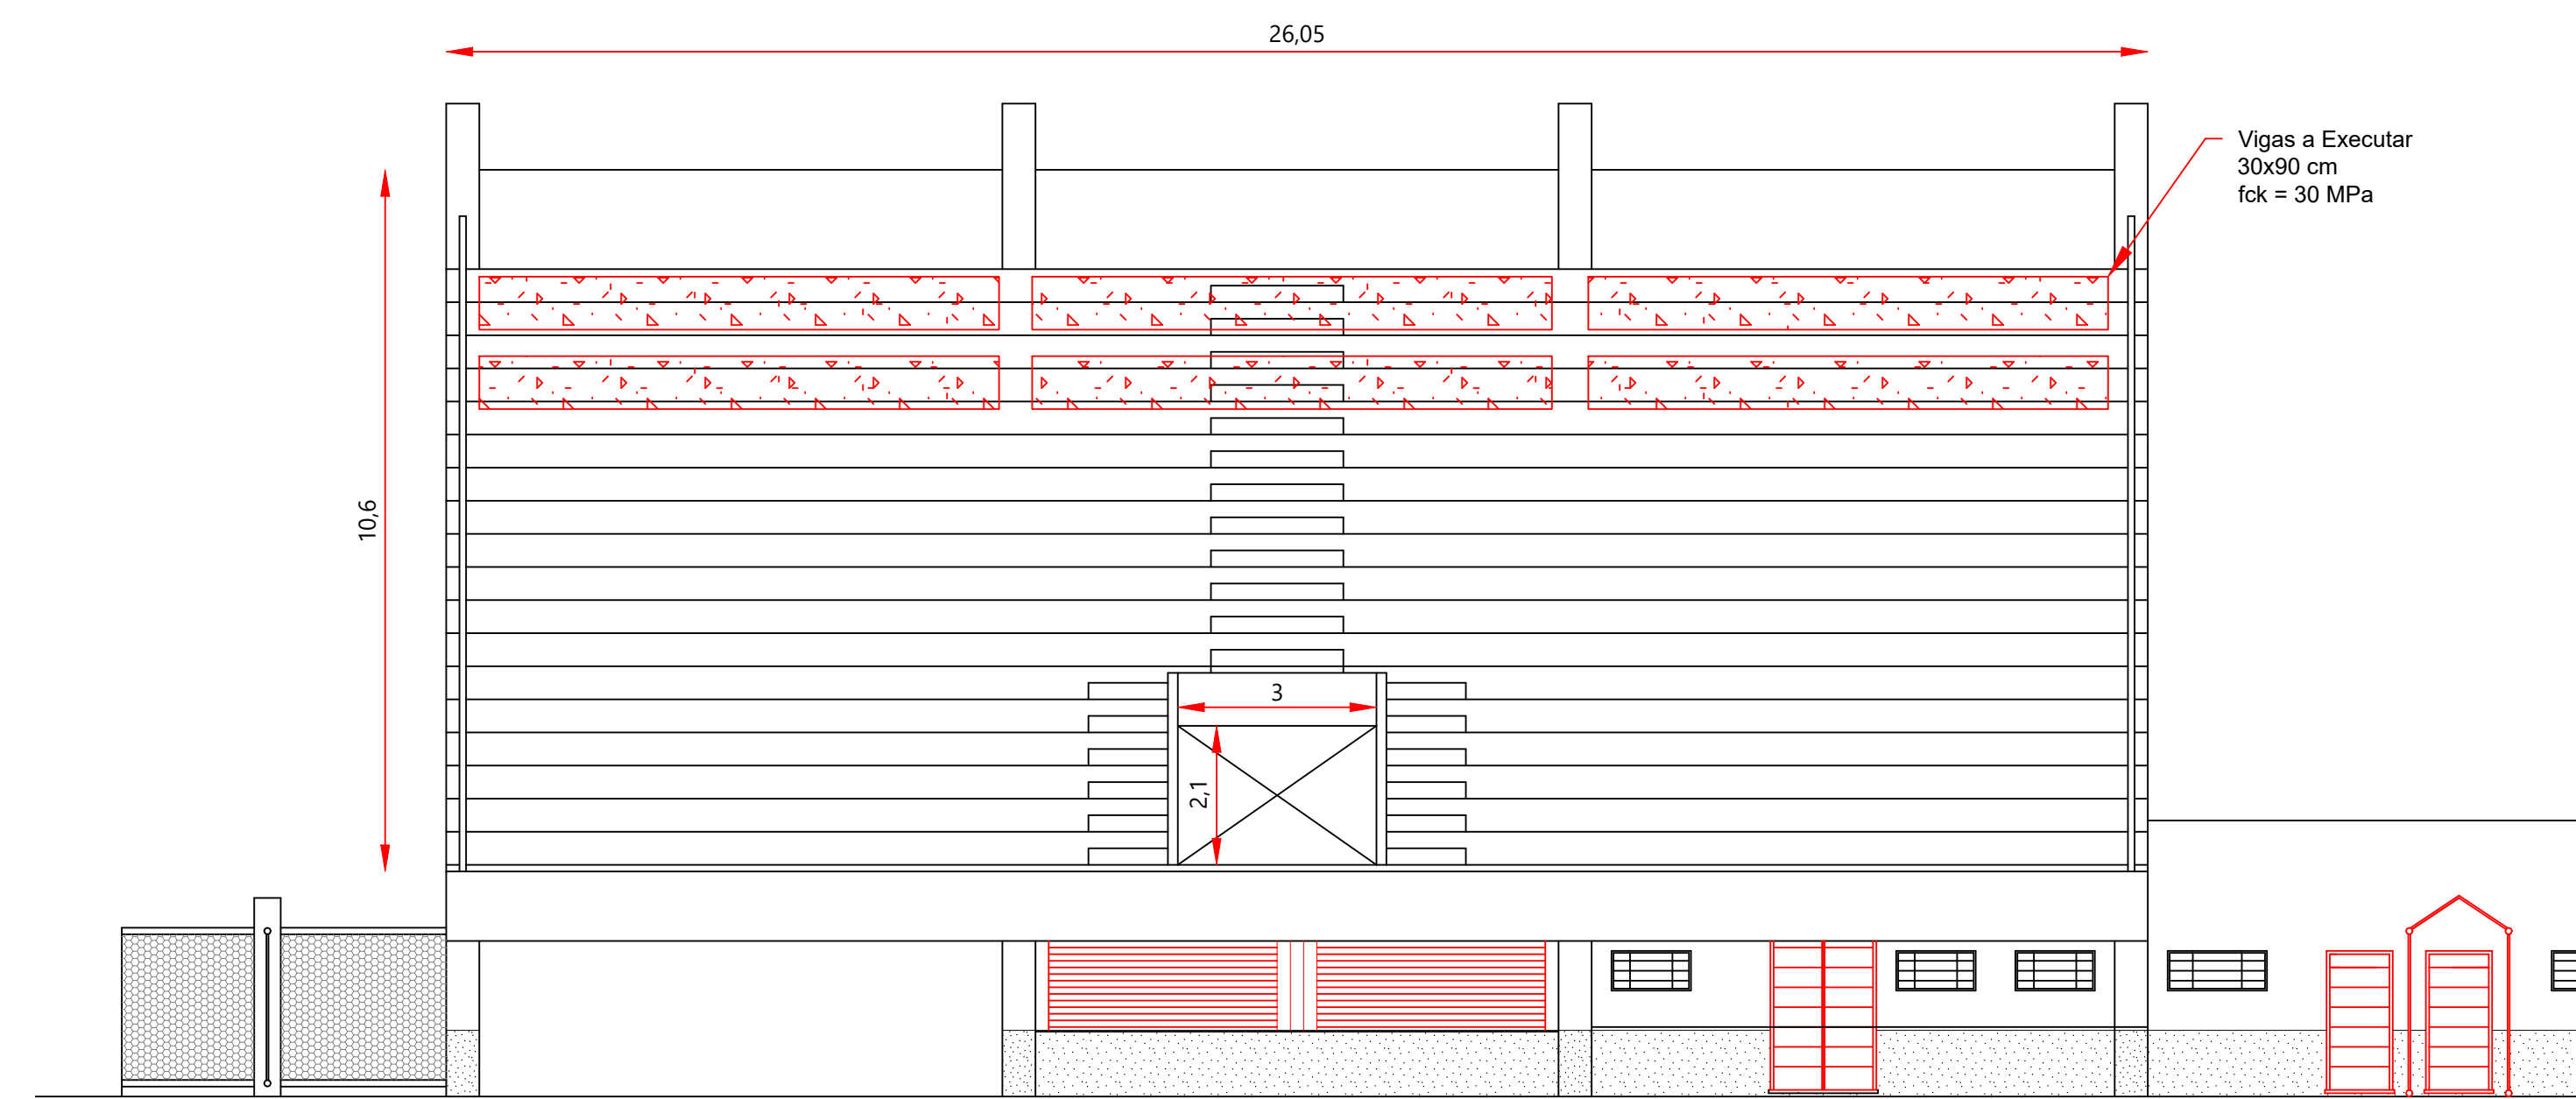 26,05
Vigas a Executar
30x90 cm
fck = 30 MPa
10,6
3
2,1